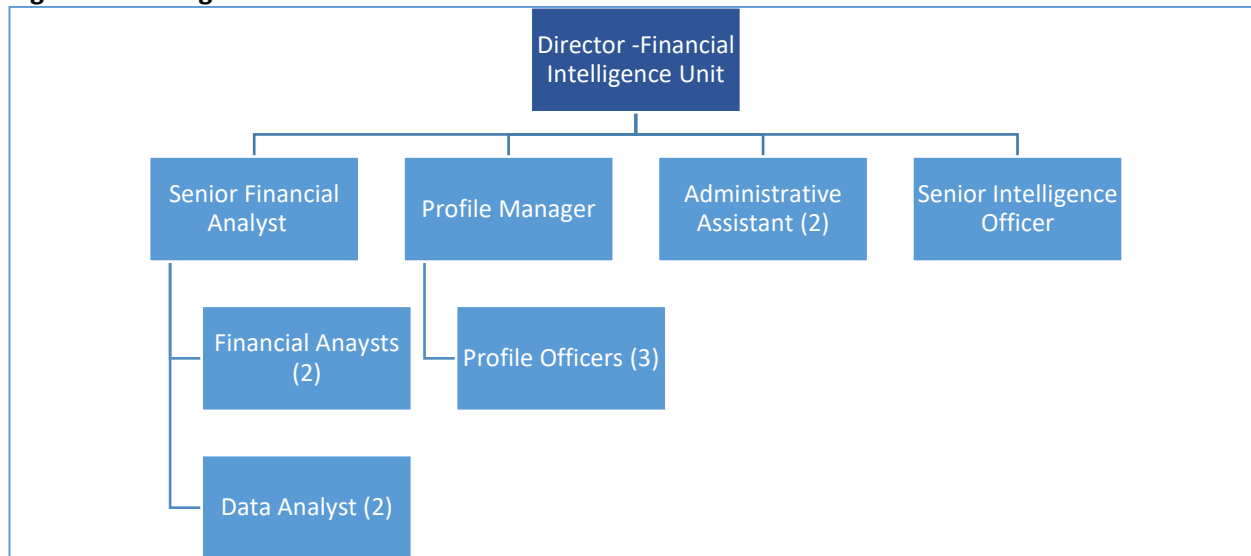 Director -Financial
Intelligence Unit
Senior Financial
Analyst
Profile Manager
Administrative
Assistant (2)
Senior Intelligence
Officer
Financial Anaysts
(2)
Profile Officers (3)
Data Analyst (2)